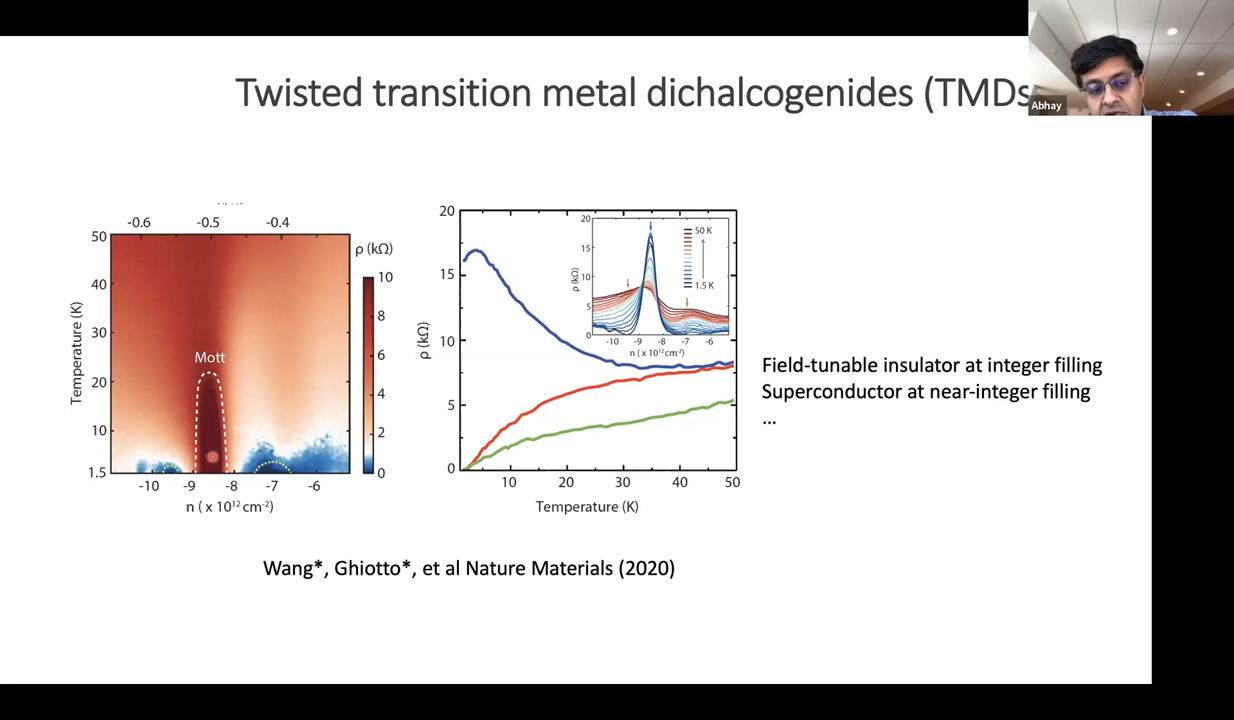 Twisted transition metal dichalcogenides (TMDs
Abhay
-0.6 -0.5 -0.4
50
40
30
20
10
1.5
Temperature (K)
Mott
-10 -9 -8 -7 -6
n ( x 10¹² cm⁻²)
ρ (kΩ)
10
8
6
4
2
0
20
15
10
5
0
ρ (kΩ)
10 20 30 40 50
Temperature (K)
20
15
10
5
0
ρ (kΩ)
50 K
1.5 K
-10 -9 -8 -7 -6
n ( x 10¹² cm⁻²)
Field-tunable insulator at integer filling
Superconductor at near-integer filling
...
Wang*, Ghiotto*, et al Nature Materials (2020)